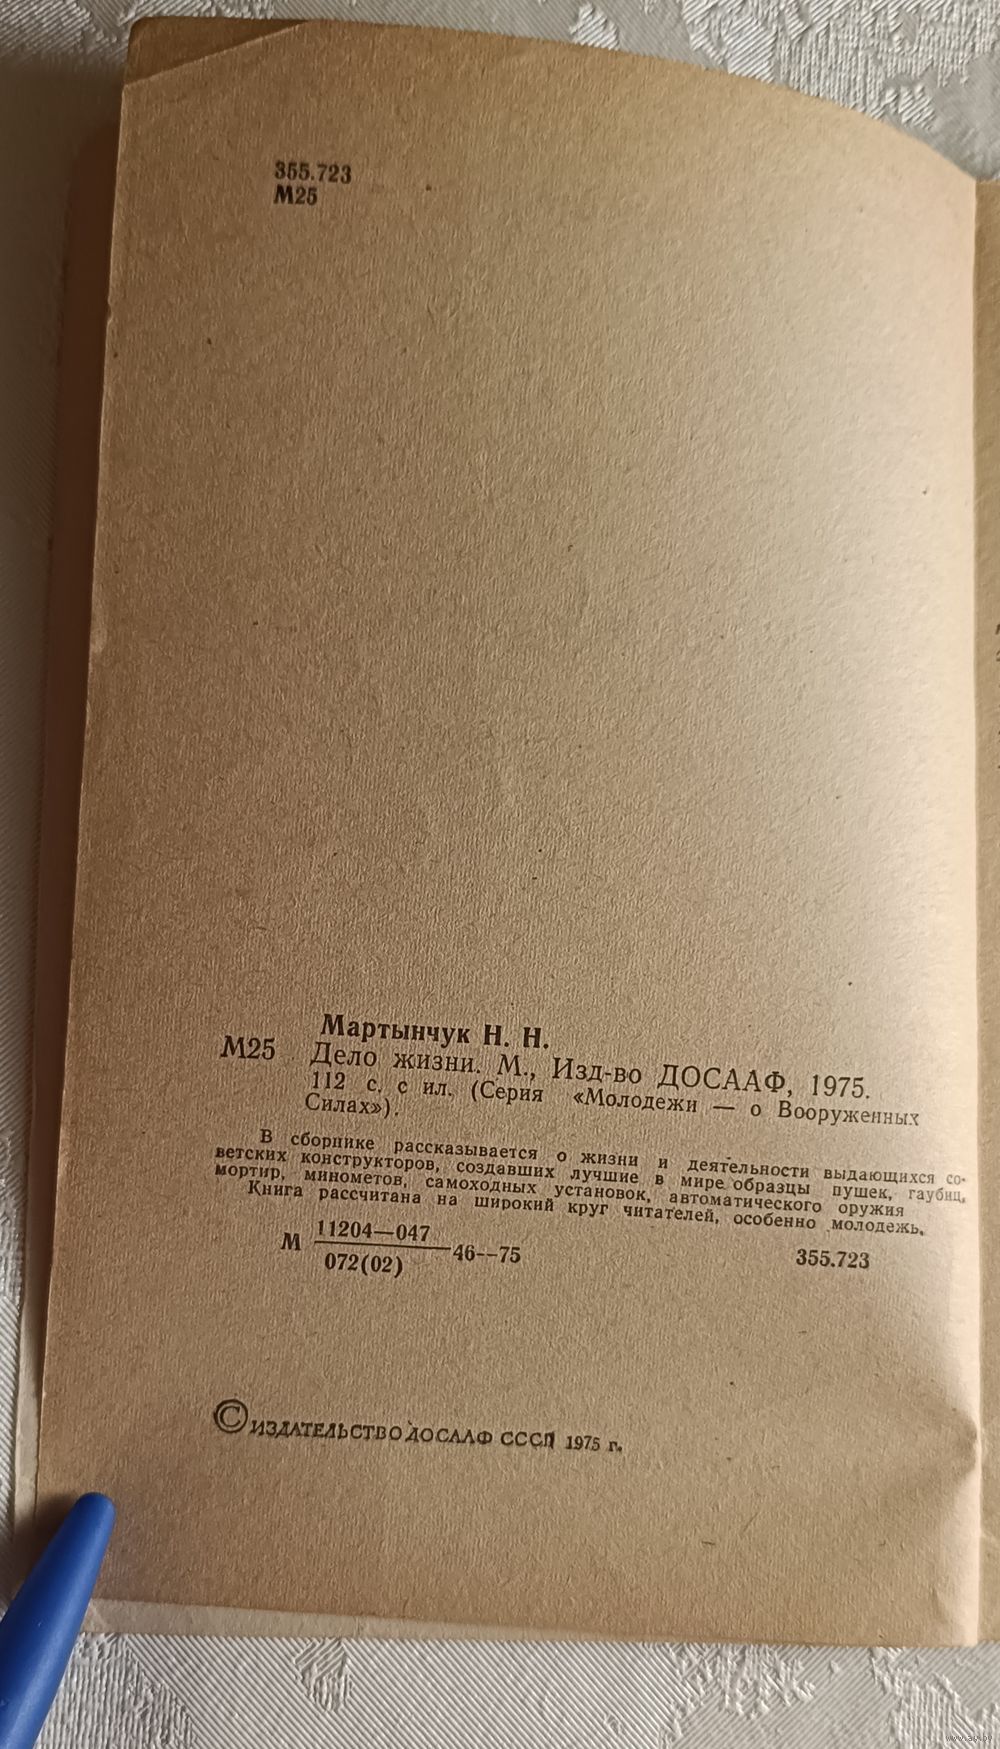 355.723
М25
Мартынчук Н. Н.
М25 Дело жизни. М., Изд-во ДОСААФ, 1975.
112 с. с ил. (Серия «Молодежи — о Вооруженных
Силах»).
В сборнике рассказывается о жизни и деятельности выдающихся со-
ветских конструкторов, создавших лучшие в мире образцы пушек, гаубиц,
мортир, минометов, самоходных установок, автоматического оружия
Книга рассчитана на широкий круг читателей, особенно молодежь.
М 11204—047
072(02) —46--75 355.723
© ИЗДАТЕЛЬСТВО ДОСААФ СССР 1975 г.
www.ay.by